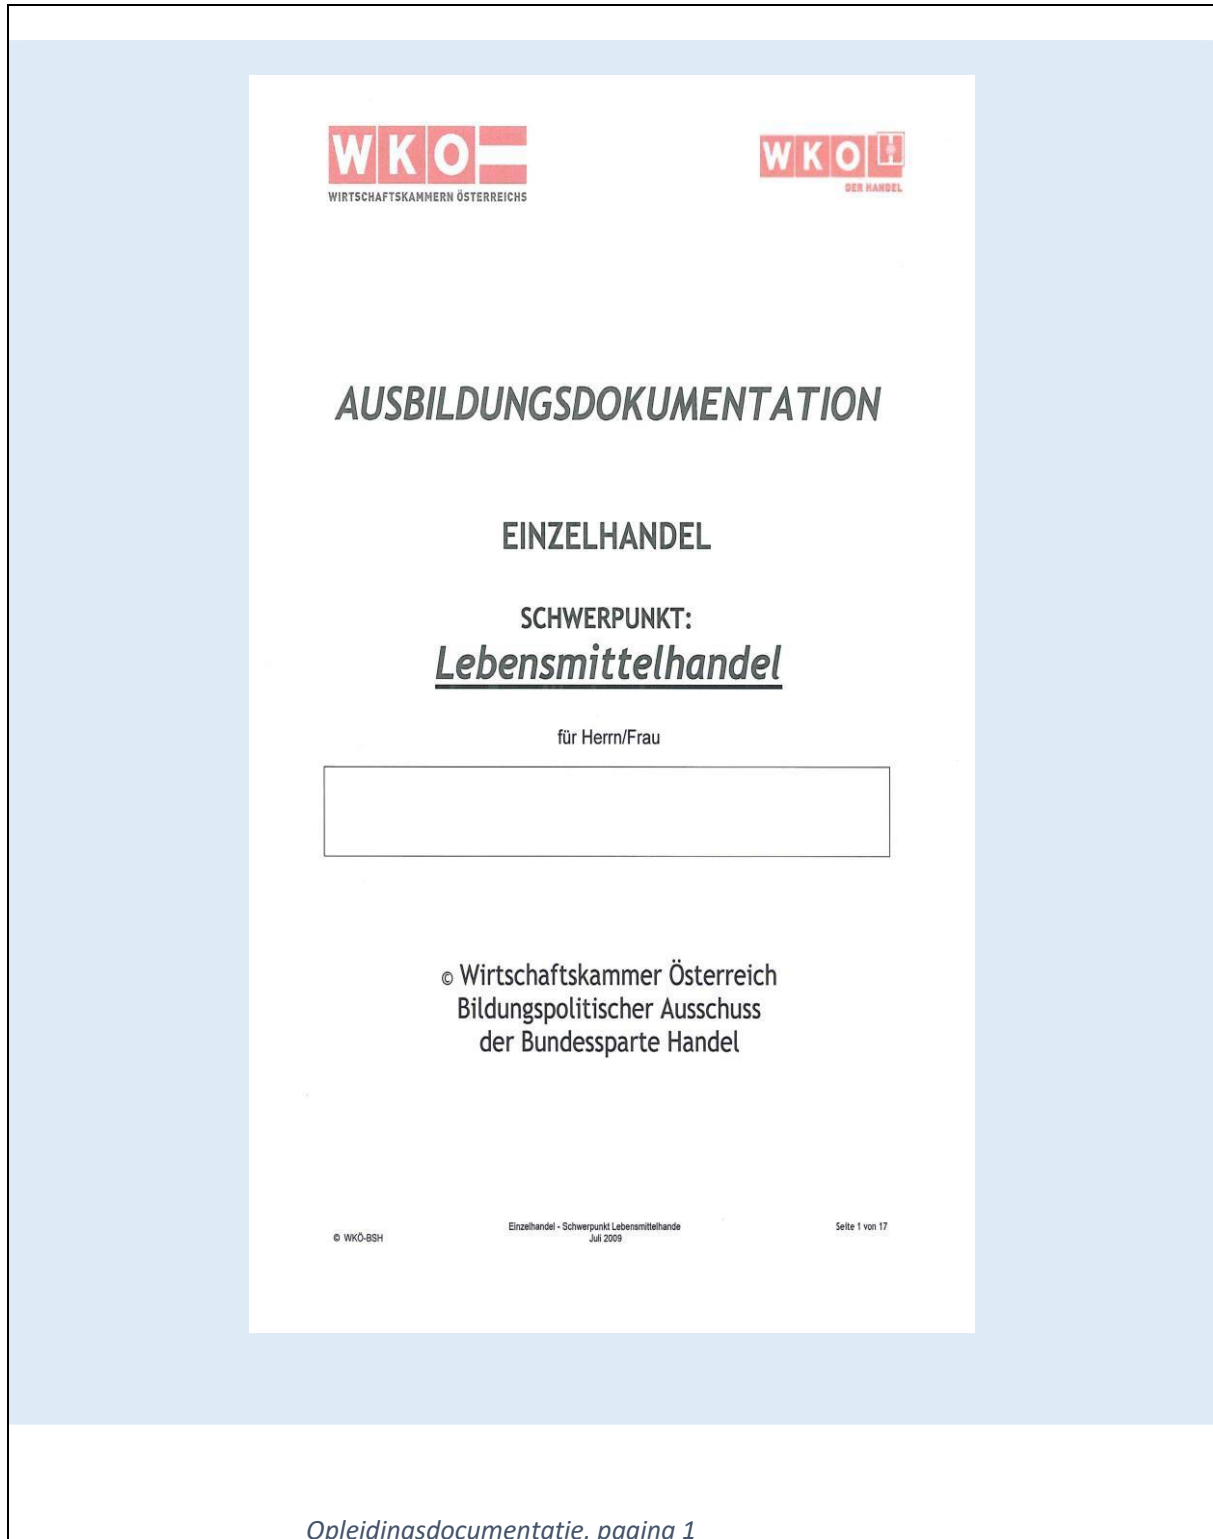 WKO
WIRTSCHAFTSKAMMERN ÖSTERREICHS
WKO H
DER HANDEL
AUSBILDUNGSDOKUMENTATION
EINZELHANDEL
SCHWERPUNKT:
Lebensmittelhandel
für Herrn/Frau
© Wirtschaftskammer Österreich
Bildungspolitischer Ausschuss
der Bundessparte Handel
© WKÖ-BSH
Einzelhandel - Schwerpunkt Lebensmittelhande
Juli 2009
Seite 1 von 17
Opleidingsdocumentatie, pagina 1